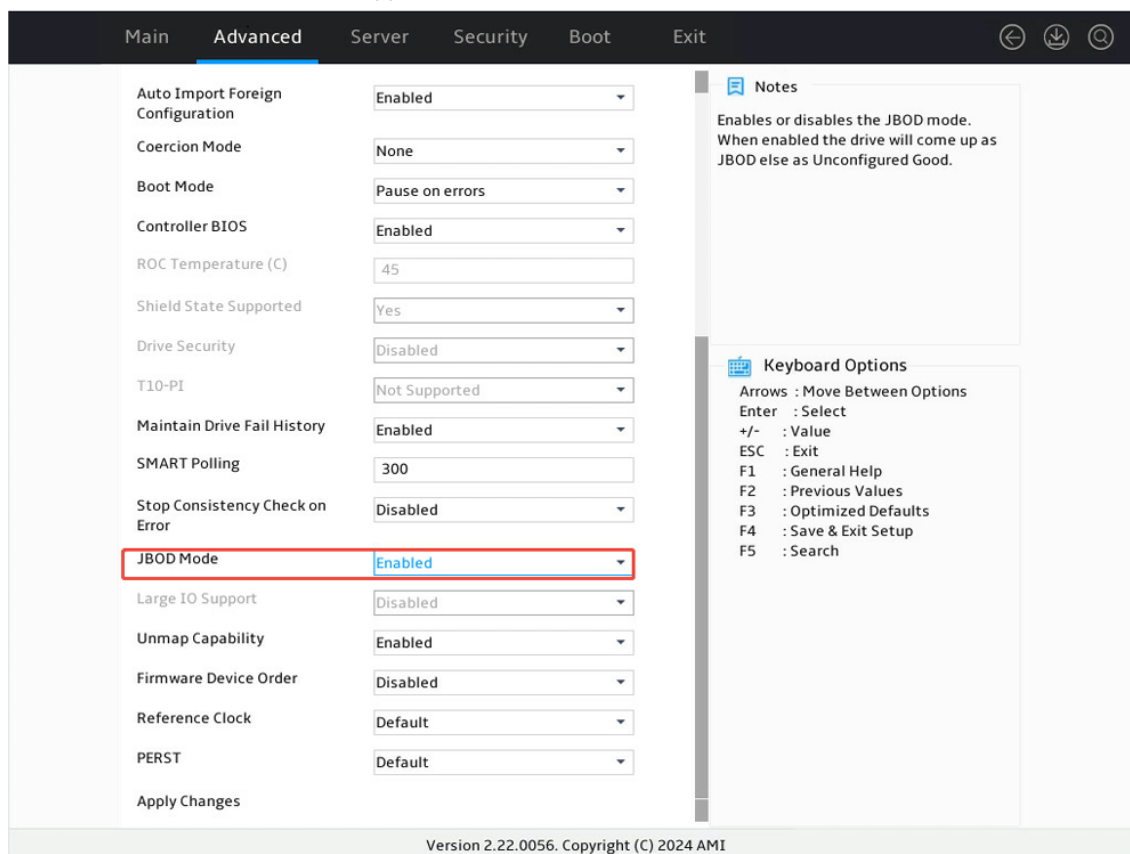 Main Advanced Server Security Boot Exit
Auto Import Foreign
Configuration
Enabled
Coercion Mode
None
Boot Mode
Pause on errors
Controller BIOS
Enabled
ROC Temperature (C)
45
Shield State Supported
Yes
Drive Security
Disabled
T10-PI
Not Supported
Maintain Drive Fail History
Enabled
SMART Polling
300
Stop Consistency Check on
Error
Disabled
JBOD Mode
Enabled
Large IO Support
Disabled
Unmap Capability
Enabled
Firmware Device Order
Disabled
Reference Clock
Default
PERST
Default
Apply Changes
Notes
Enables or disables the JBOD mode.
When enabled the drive will come up as
JBOD else as Unconfigured Good.
Keyboard Options
Arrows : Move Between Options
Enter : Select
+/- : Value
ESC : Exit
F1 : General Help
F2 : Previous Values
F3 : Optimized Defaults
F4 : Save & Exit Setup
F5 : Search
Version 2.22.0056. Copyright (C) 2024 AMI